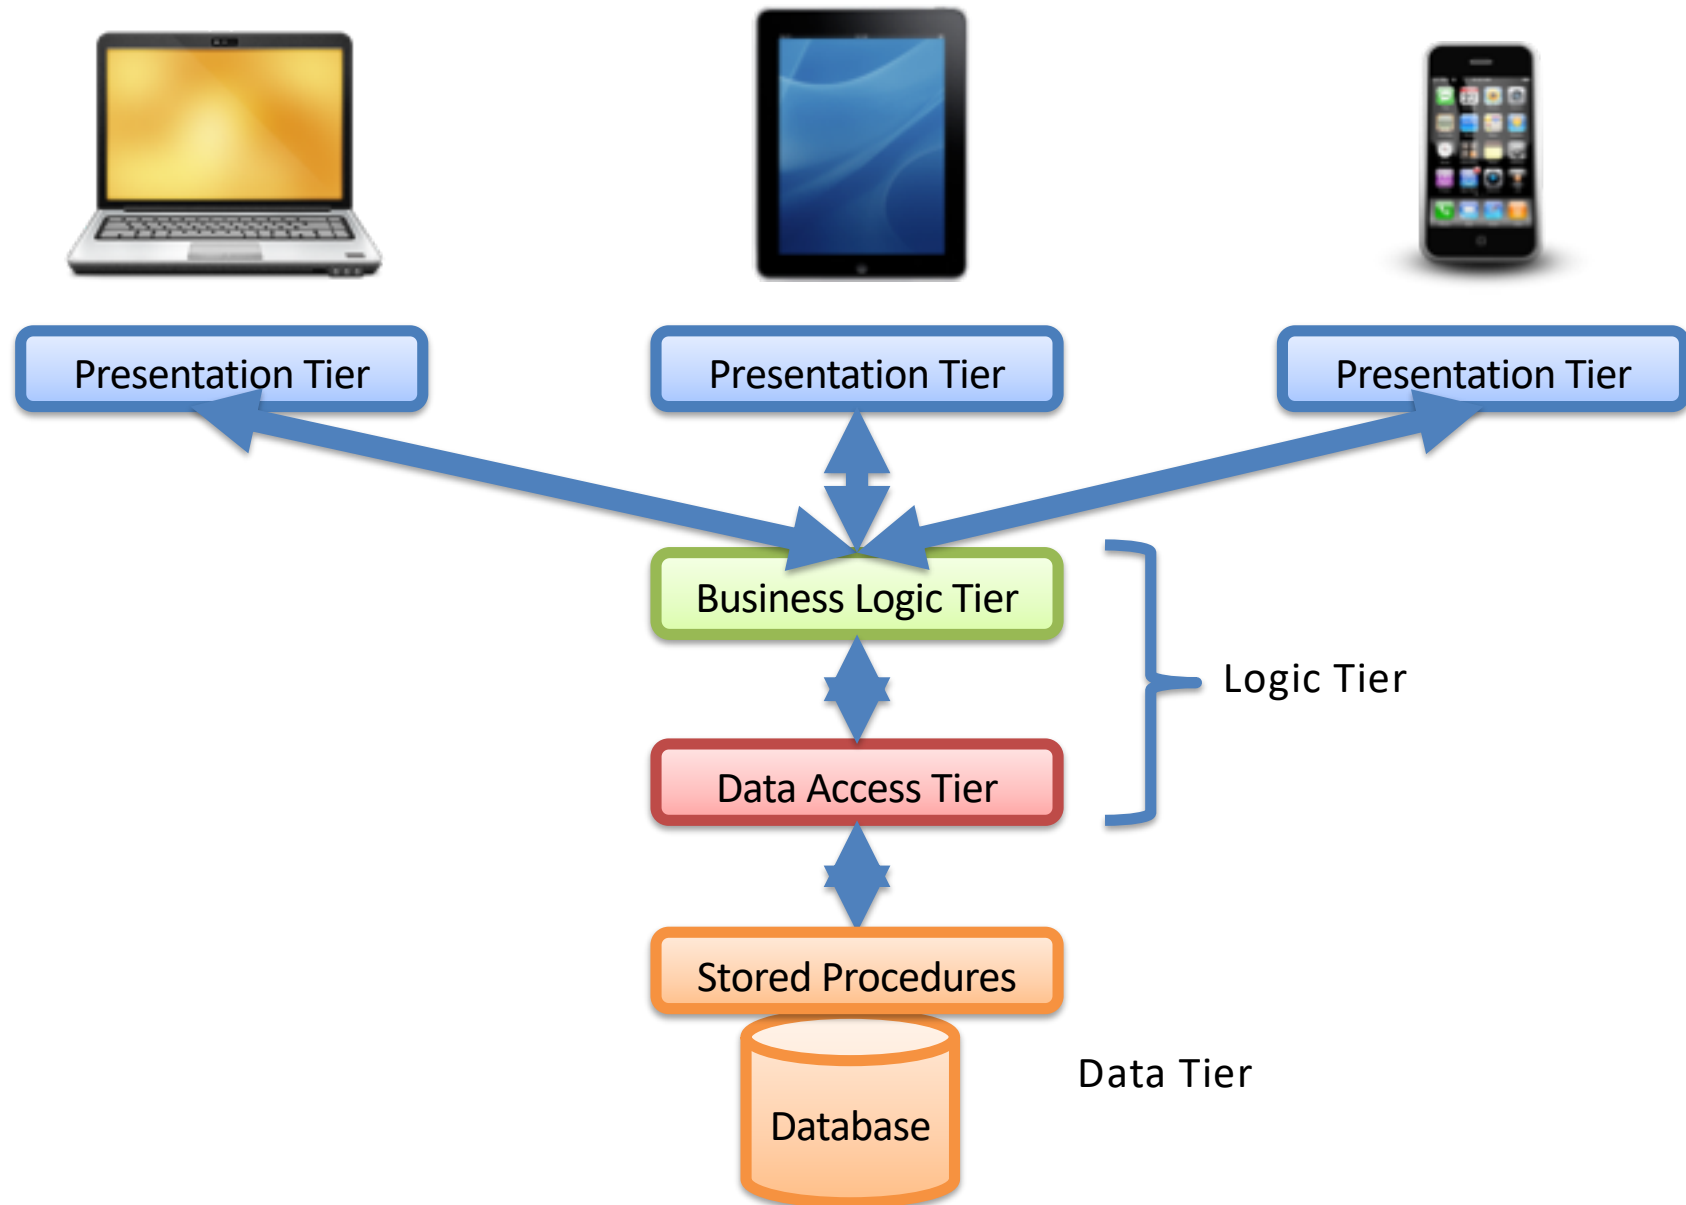 Presentation Tier
Presentation Tier
Presentation Tier
Business Logic Tier
Logic Tier
Data Access Tier
Stored Procedures
Data Tier
Database